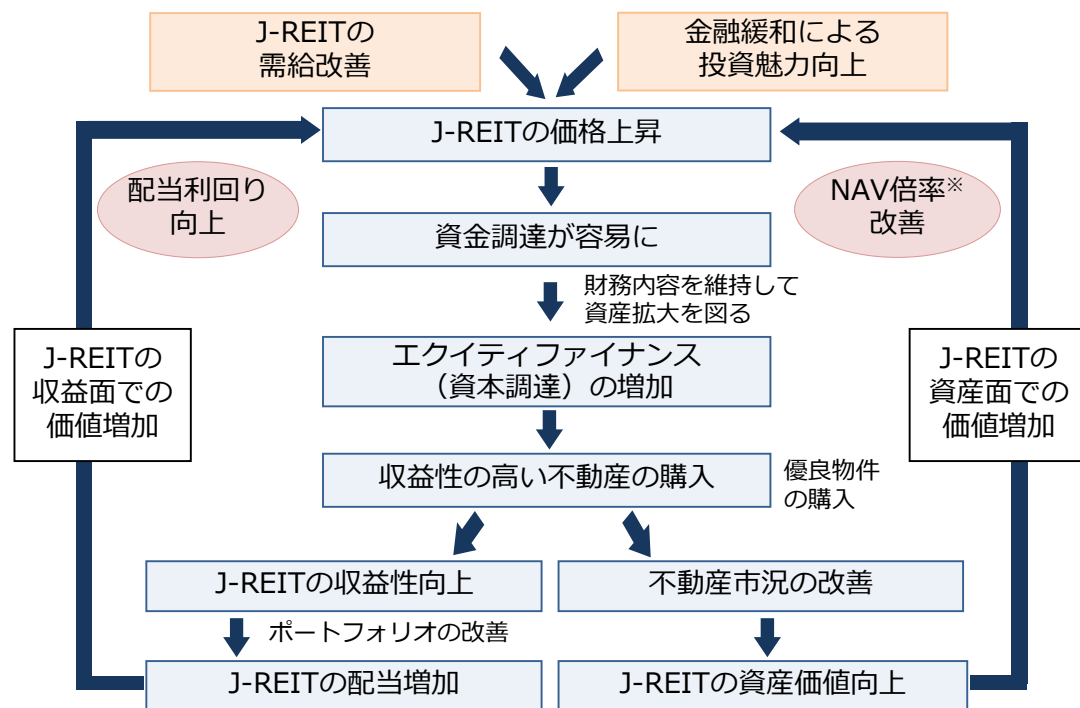 J-REITの
需給改善
金融緩和による
投資魅力向上
J-REITの価格上昇
配当利回り
向上
NAV倍率※
改善
資金調達が容易に
財務内容を維持して
資産拡大を図る
J-REITの
収益面での
価値増加
エクイティファイナンス
（資本調達）の増加
J-REITの
資産面での
価値増加
収益性の高い不動産の購入
優良物件
の購入
J-REITの収益性向上
不動産市況の改善
ポートフォリオの改善
J-REITの配当増加
J-REITの資産価値向上